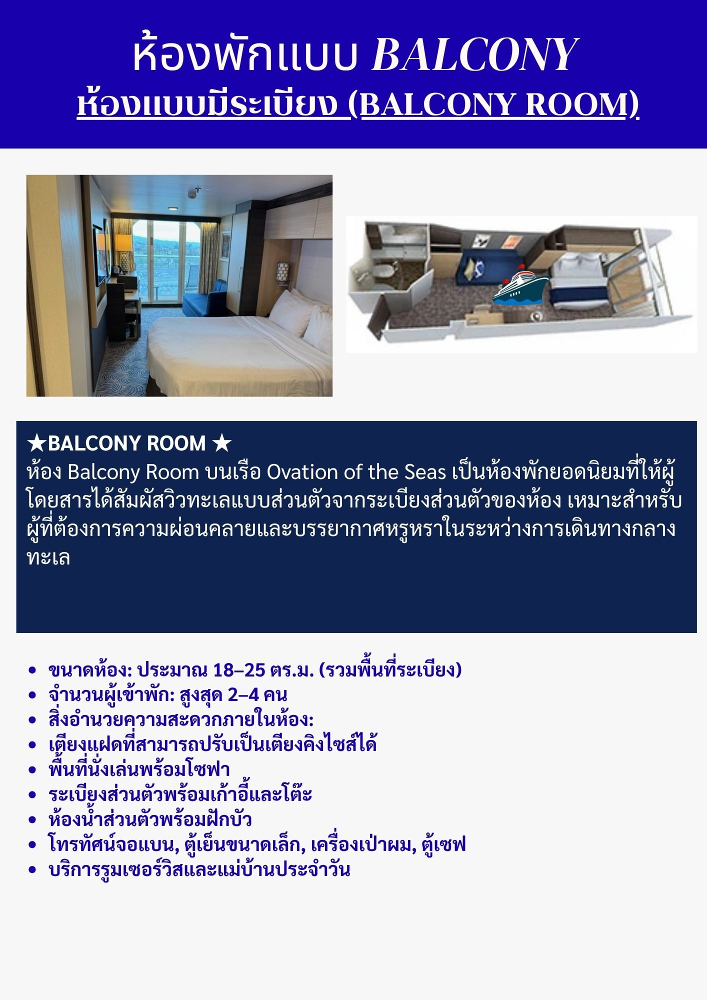 ห้องพักแบบ BALCONY
ห้องแบบมีระเบียง (BALCONY ROOM)
★BALCONY ROOM ★
ห้อง Balcony Room บนเรือ Ovation of the Seas เป็นห้องพักยอดนิยมที่ให้ผู้
โดยสารได้สัมผัสวิวทะเลแบบส่วนตัวจากระเบียงส่วนตัวของห้อง เหมาะสำหรับ
ผู้ที่ต้องการความผ่อนคลายและบรรยากาศหรูหราในระหว่างการเดินทางกลาง
ทะเล
• ขนาดห้อง: ประมาณ 18–25 ตร.ม. (รวมพื้นที่ระเบียง)
• จำนวนผู้เข้าพัก: สูงสุด 2–4 คน
• สิ่งอำนวยความสะดวกภายในห้อง:
• เตียงแฝดที่สามารถปรับเป็นเตียงคิงไซส์ได้
• พื้นที่นั่งเล่นพร้อมโซฟา
• ระเบียงส่วนตัวพร้อมเก้าอี้และโต๊ะ
• ห้องน้ำส่วนตัวพร้อมฝักบัว
• โทรทัศน์จอแบน, ตู้เย็นขนาดเล็ก, เครื่องเป่าผม, ตู้เซฟ
• บริการรูมเซอร์วิสและแม่บ้านประจำวัน